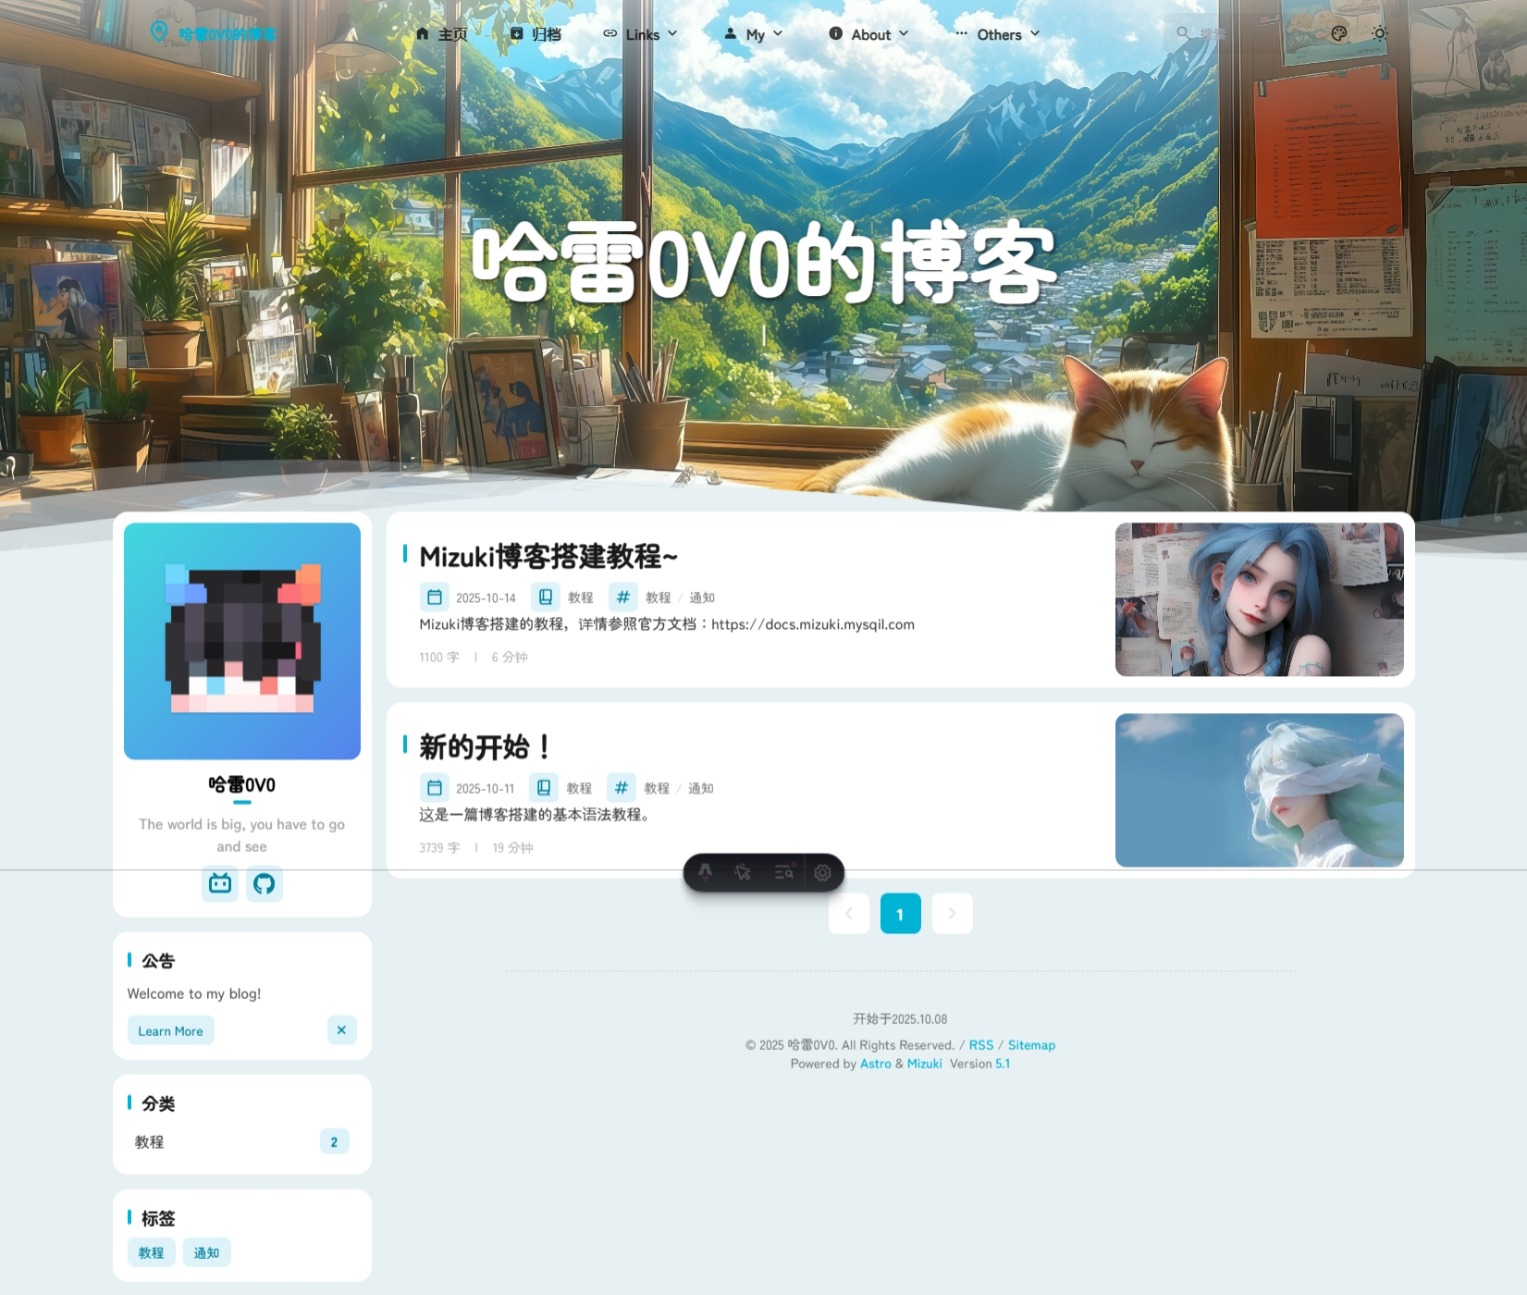 哈雷0V0的博客
主页
归档
Links
My
About
Others
搜索
哈雷0V0的博客
哈雷0V0
The world is big, you have to go
and see
公告
Welcome to my blog!
Learn More
分类
教程
2
标签
教程
通知
Mizuki博客搭建教程~
2025-10-14 教程 教程 / 通知
Mizuki博客搭建的教程，详情参照官方文档：https://docs.mizuki.mysqil.com
1100 字 | 6 分钟
新的开始！
2025-10-11 教程 教程 / 通知
这是一篇博客搭建的基本语法教程。
3739 字 | 19 分钟
1
开始于2025.10.08
© 2025 哈雷0V0. All Rights Reserved. / RSS / Sitemap
Powered by Astro & Mizuki Version 5.1